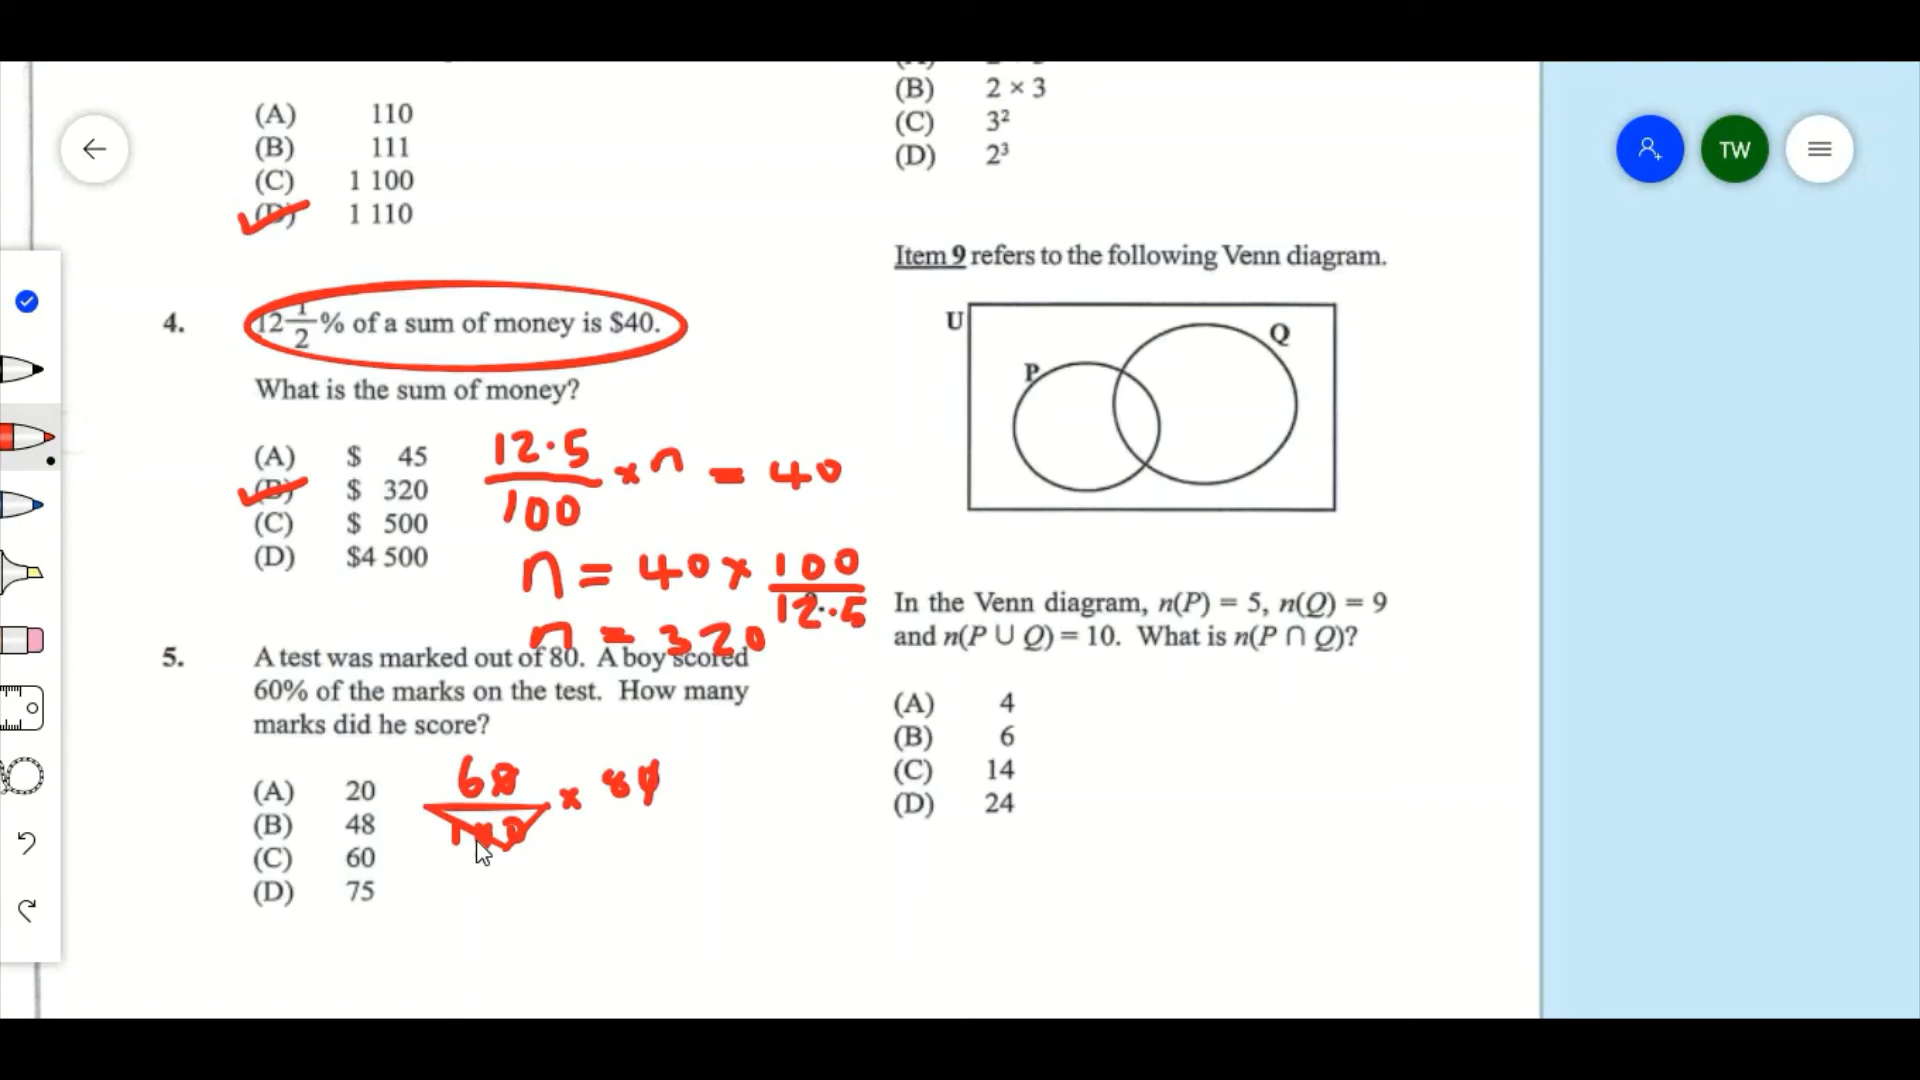 (A) 110
(B) 111
(C) 1 100
(D) 1 110
4. 12 1/2 % of a sum of money is $40.
What is the sum of money?
(A) $ 45
(B) $ 320
(C) $ 500
(D) $4 500
12.5/100 × n = 40
n = 40 × 100/12.5
n = 320
5. A test was marked out of 80. A boy scored
60% of the marks on the test. How many
marks did he score?
(A) 20
(B) 48
(C) 60
(D) 75
60/100 × 80
(B) 2 × 3
(C) 3²
(D) 2³
Item 9 refers to the following Venn diagram.
U
P
Q
In the Venn diagram, n(P) = 5, n(Q) = 9
and n(P ∪ Q) = 10. What is n(P ∩ Q)?
(A) 4
(B) 6
(C) 14
(D) 24
TW